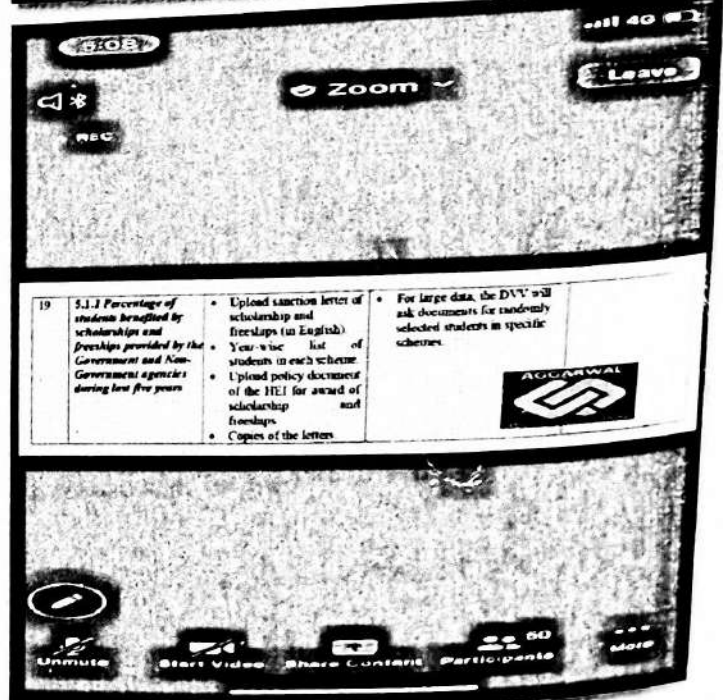 5:08
4G
Zoom
Leave
REC
19
5.1.1 Percentage of
students benefited by
scholarships and
freeships provided by the
Government and Non-
Government agencies
during last five years
• Upload sanction letter of
scholarship and
freeships (in English)
• Year-wise list of
students in each scheme
• Upload policy document
of the HEI for award of
scholarship and
freeships
• Copies of the letters
• For large data, the DVV will
ask documents for randomly
selected students in specific
schemes.
AGGARWAL
60
Unmute
Start Video
Share Content
Participants
More